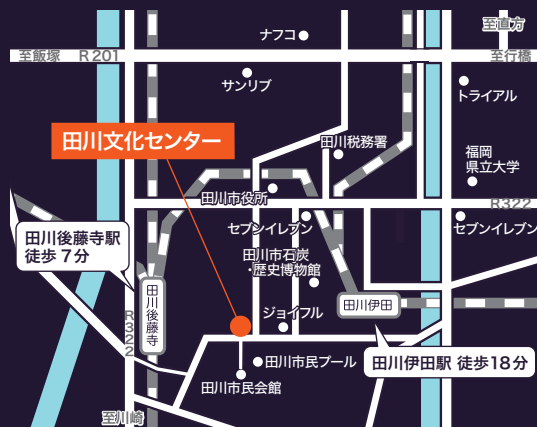 ナフコ
至直方
至飯塚 R201
至行橋
サンリブ
トライアル
田川文化センター
田川税務署
福岡
県立大学
田川市役所
R322
セブンイレブン
セブンイレブン
田川後藤寺駅
徒歩7分
田川市石炭
・歴史博物館
田川後藤寺
田川伊田
ジョイフル
R322
田川市民プール
田川伊田駅 徒歩18分
田川市民会館
至川崎